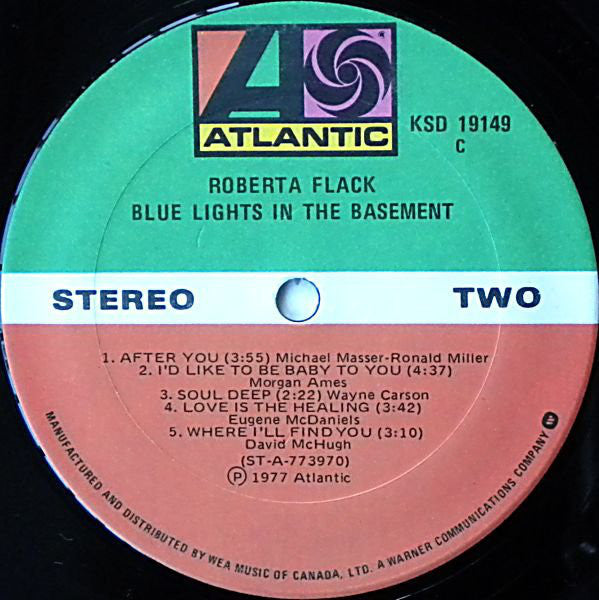 ATLANTIC
KSD 19149
C
ROBERTA FLACK
BLUE LIGHTS IN THE BASEMENT
STEREO TWO
1. AFTER YOU (3:55) Michael Masser-Ronald Miller
2. I'D LIKE TO BE BABY TO YOU (4:37)
Morgan Ames
3. SOUL DEEP (2:22) Wayne Carson
4. LOVE IS THE HEALING (3:42)
Eugene McDaniels
5. WHERE I'LL FIND YOU (3:10)
David McHugh
(ST-A-773970)
Ⓟ 1977 Atlantic
MANUFACTURED AND DISTRIBUTED BY WEA MUSIC OF CANADA, LTD. A WARNER COMMUNICATIONS COMPANY